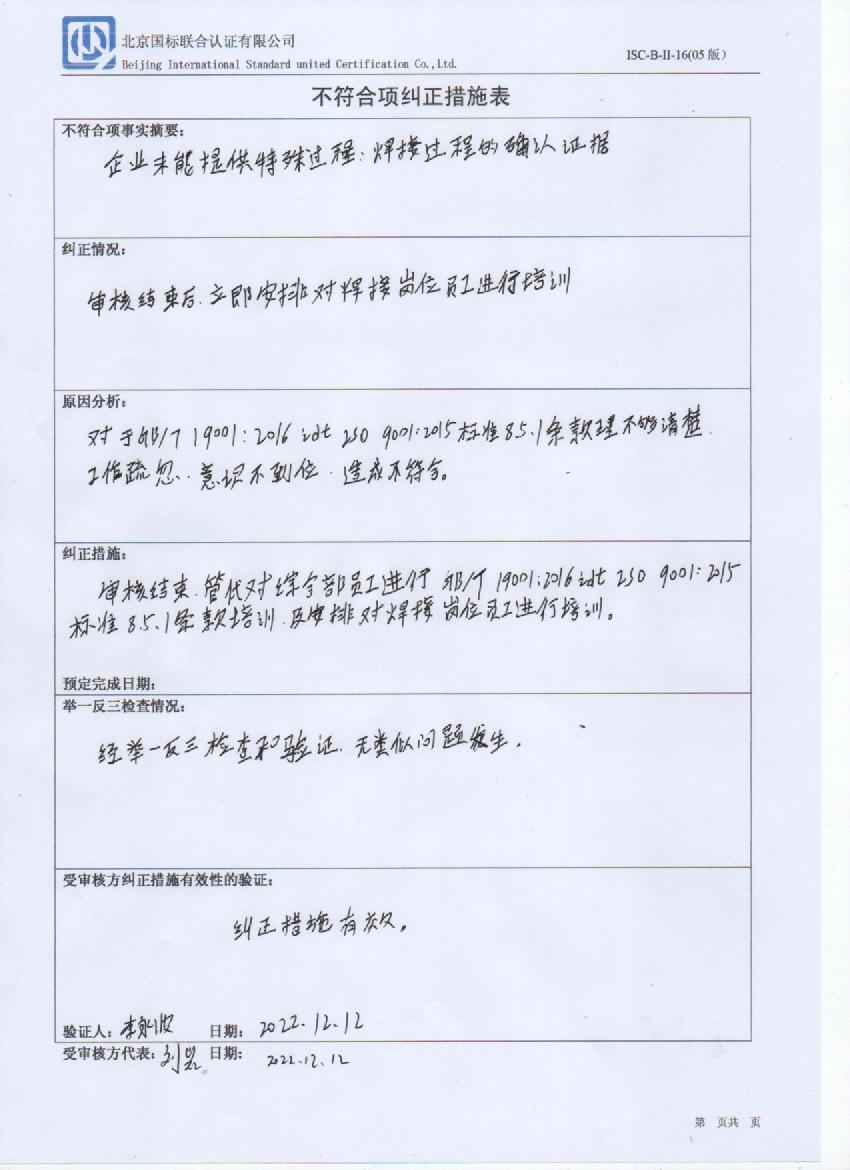 北京国标联合认证有限公司
Beijing International Standard united Certification Co.,Ltd.
ISC-B-II-16(05版)
不符合项纠正措施表
不符合项事实摘要:
企业未能提供特殊过程:焊接过程的确认证据
纠正情况:
审核结束后,立即安排对焊接岗位员工进行培训
原因分析:
对于GB/T 19001:2016 idt ISO 9001:2015标准8.5.1条款理不够清楚,
工作疏忽、意识不到位,造成不符合。
纠正措施:
审核结束,管代对综合部员工进行GB/T 19001:2016 idt ISO 9001:2015
标准8.5.1条款培训,及安排对焊接岗位员工进行培训。
预定完成日期:
举一反三检查情况:
经举一反三检查和验证,无类似问题发生。
受审核方纠正措施有效性的验证:
纠正措施有效。
验证人: 日期: 2022.12.12
受审核方代表: 刘 日期: 2022.12.12
第 页共 页